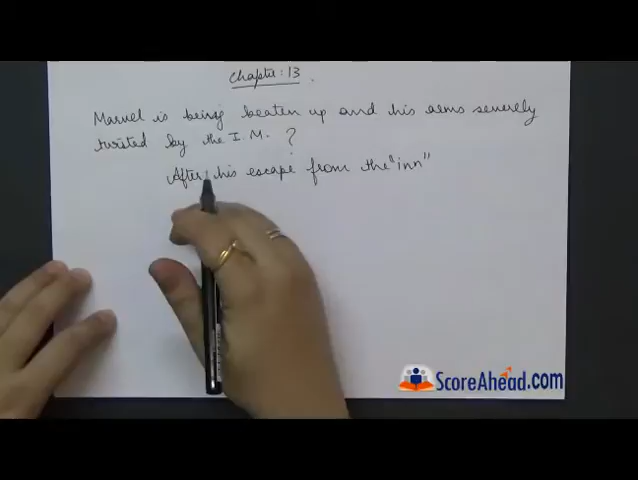 Chapter: 13
Marvel is being beaten up and his arms severely
twisted by the I.M. ?
After his escape from the "inn"
ScoreAhead.com